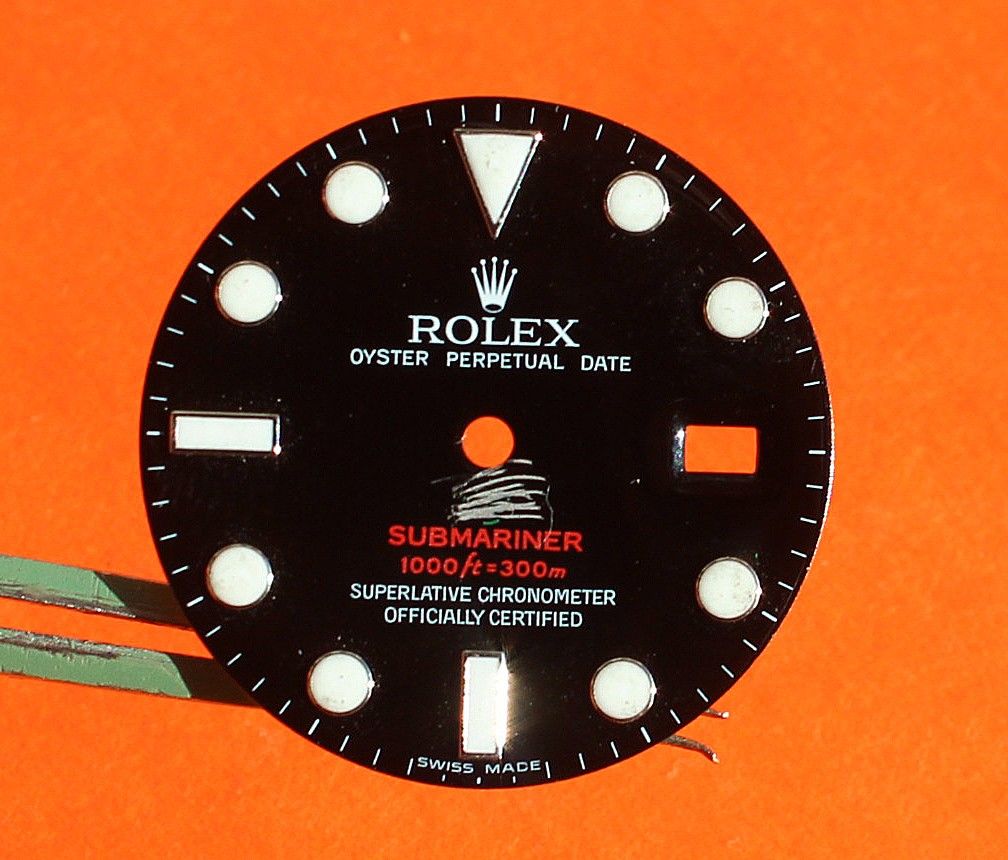 ROLEX
OYSTER PERPETUAL DATE
SUBMARINER
1000ft=300m
SUPERLATIVE CHRONOMETER
OFFICIALLY CERTIFIED
SWISS MADE